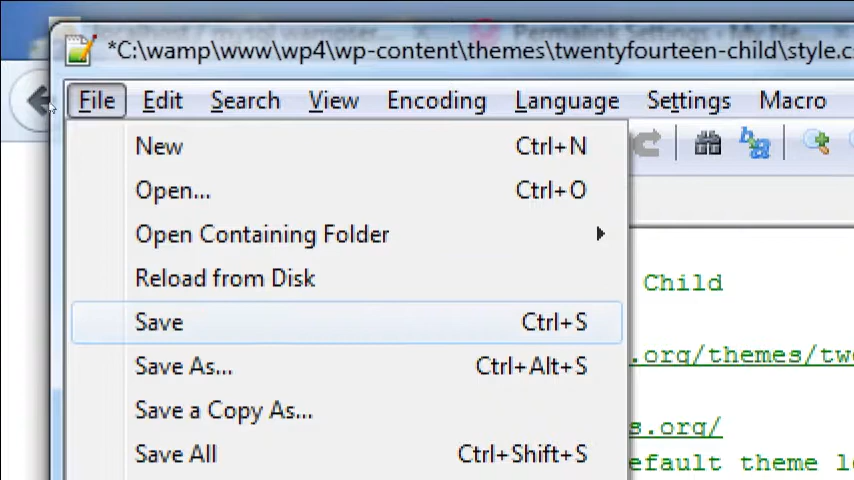 *C:\wamp\www\wp4\wp-content\themes\twentyfourteen-child\style.c
File Edit Search View Encoding Language Settings Macro
New Ctrl+N
Open... Ctrl+O
Open Containing Folder
Reload from Disk
Child
Save Ctrl+S
.org/themes/tw
Save As... Ctrl+Alt+S
Save a Copy As...
s.org/
Save All Ctrl+Shift+S
efault theme